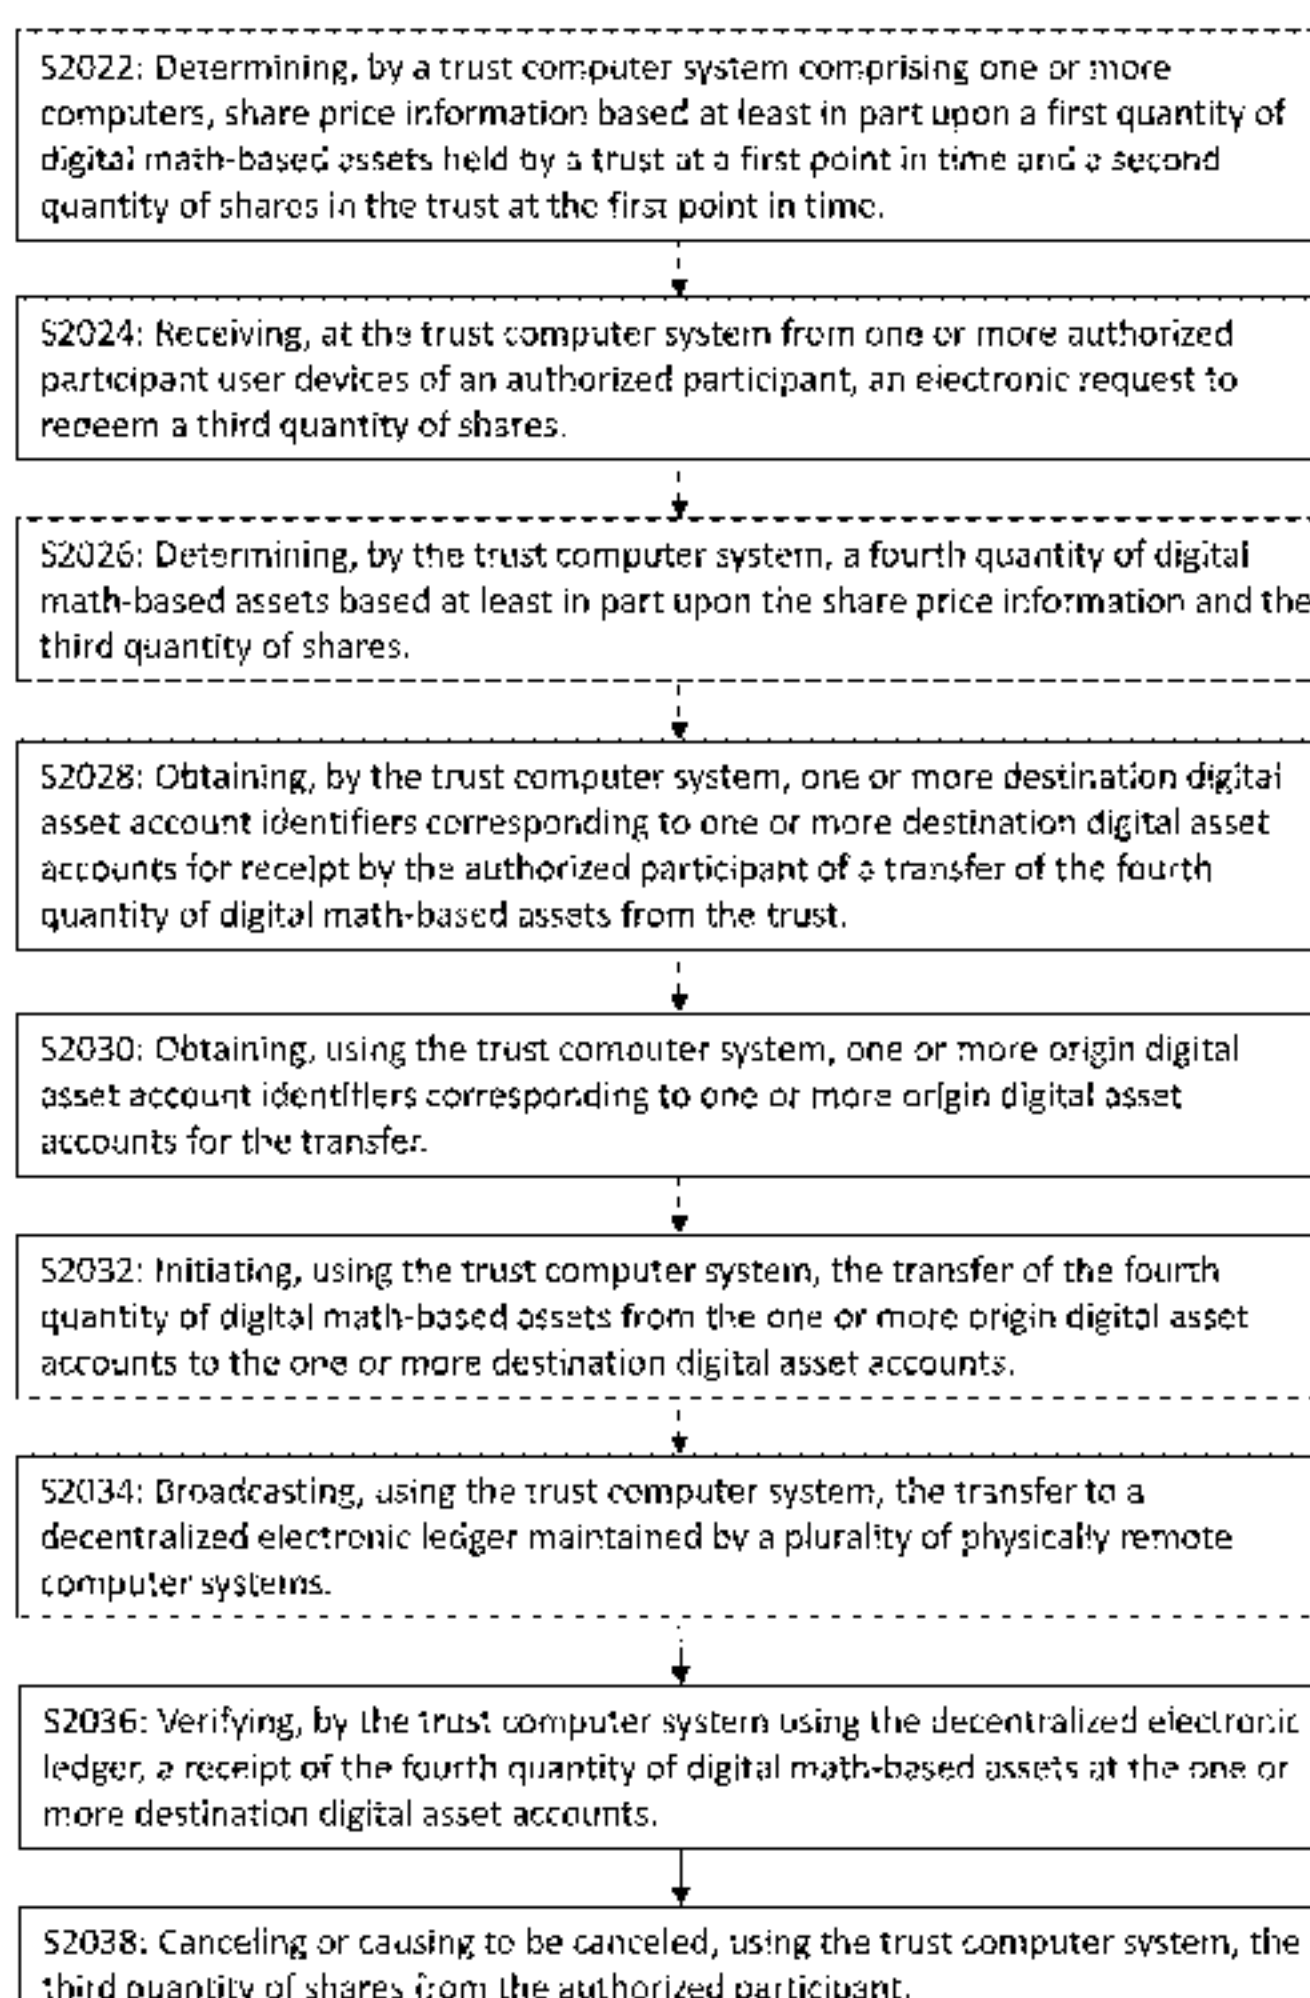 S2022: Determining, by a trust computer system comprising one or more
computers, share price information based at least in part upon a first quantity of
digital math-based assets held by a trust at a first point in time and a second
quantity of shares in the trust at the first point in time.
S2024: Receiving, at the trust computer system from one or more authorized
participant user devices of an authorized participant, an electronic request to
redeem a third quantity of shares.
S2026: Determining, by the trust computer system, a fourth quantity of digital
math-based assets based at least in part upon the share price information and the
third quantity of shares.
S2028: Obtaining, by the trust computer system, one or more destination digital
asset account identifiers corresponding to one or more destination digital asset
accounts for receipt by the authorized participant of a transfer of the fourth
quantity of digital math-based assets from the trust.
S2030: Obtaining, using the trust computer system, one or more origin digital
asset account identifiers corresponding to one or more origin digital asset
accounts for the transfer.
S2032: Initiating, using the trust computer system, the transfer of the fourth
quantity of digital math-based assets from the one or more origin digital asset
accounts to the one or more destination digital asset accounts.
S2034: Broadcasting, using the trust computer system, the transfer to a
decentralized electronic ledger maintained by a plurality of physically remote
computer systems.
S2036: Verifying, by the trust computer system using the decentralized electronic
ledger, a receipt of the fourth quantity of digital math-based assets at the one or
more destination digital asset accounts.
S2038: Canceling or causing to be canceled, using the trust computer system, the
third quantity of shares from the authorized participant.